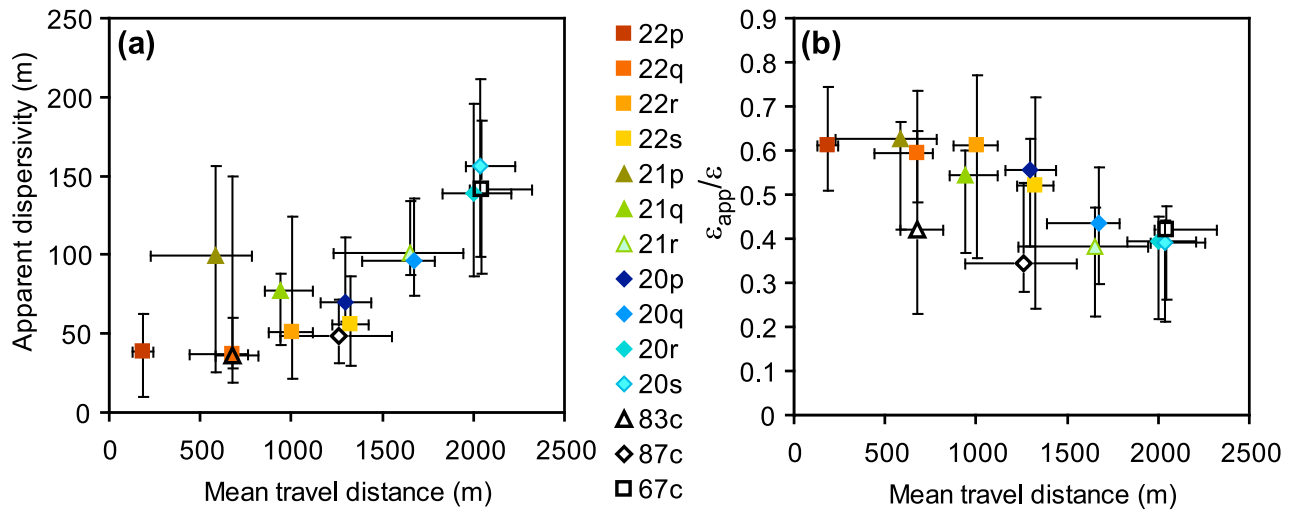 (a)
Apparent dispersivity (m)
250
200
150
100
50
0
0 500 1000 1500 2000 2500
Mean travel distance (m)
22p
22q
22r
22s
21p
21q
21r
20p
20q
20r
20s
83c
87c
67c
(b)
εapp/ε
0.9
0.8
0.7
0.6
0.5
0.4
0.3
0.2
0.1
0
0 500 1000 1500 2000 2500
Mean travel distance (m)